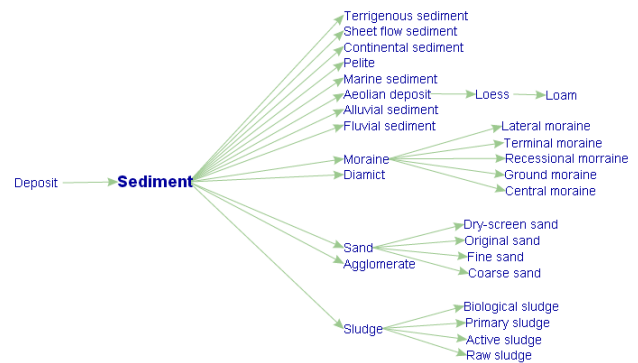 Terrigenous sediment
Sheet flow sediment
Continental sediment
Pelite
Marine sediment
Aeolian deposit Loess Loam
Alluvial sediment
Fluvial sediment
Lateral moraine
Terminal moraine
Moraine Recessional morraine
Diamict Ground moraine
Deposit Sediment
Central moraine
Dry-screen sand
Original sand
Sand Fine sand
Agglomerate Coarse sand
Biological sludge
Primary sludge
Sludge Active sludge
Raw sludge